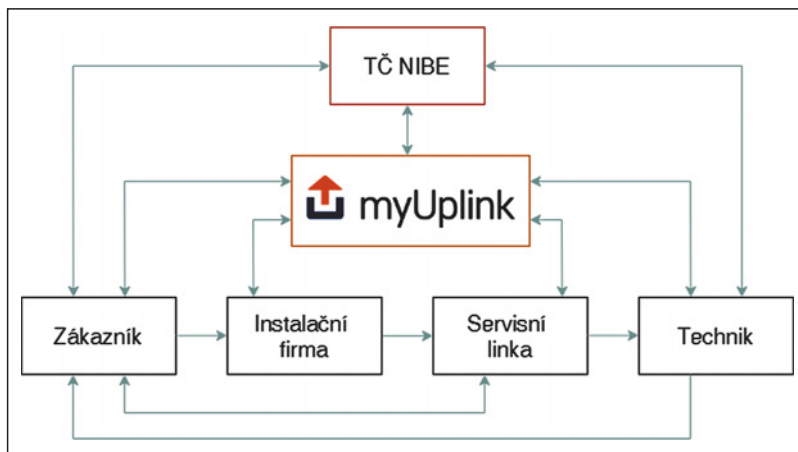 TČ NIBE
myUplink
Zákazník
Instalační
firma
Servisní
linka
Technik